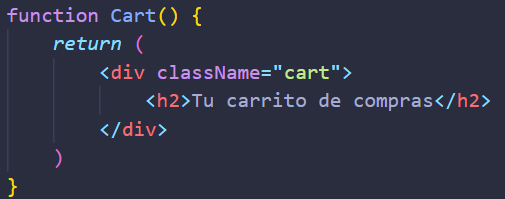 function Cart() {
return (
<div className="cart">
<h2>Tu carrito de compras</h2>
</div>
)
}